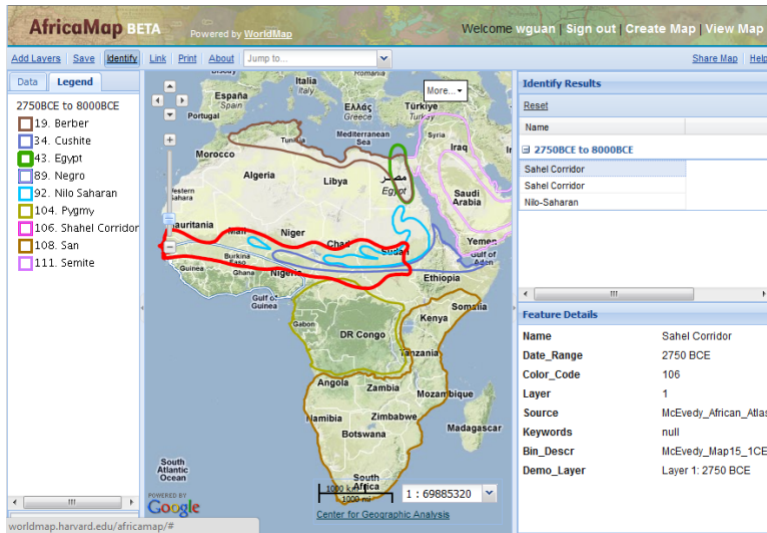 AfricaMap BETA
Powered by WorldMap
Welcome wguan | Sign out | Create Map | View Map
Add Layers Save Identify Link Print About Jump to...
Share Map Help
Data Legend
2750BCE to 8000BCE
19. Berber
34. Cushite
43. Egypt
89. Negro
92. Nilo Saharan
104. Pygmy
106. Shahel Corridor
108. San
111. Semite
More...
Italia
Italy
Romania
España
Spain
Portugal
Ελλάς
Greece
Türkiye
Turkey
Mediterranean
Sea
Syria
Iraq
Tunisia
Morocco
Algeria
Libya
مصر
Egypt
Saudi
Arabia
Western
Sahara
Mauritania
Mali
Niger
Chad
Sudan
Yemen
Gulf of
Aden
Burkina
Faso
Guinea
Ghana
Nigeria
Ethiopia
Gulf of
Guinea
Somalia
Gabon
DR Congo
Kenya
Tanzania
Angola
Zambia
Mozambique
Namibia
Zimbabwe
Botswana
Madagascar
South
Atlantic
Ocean
South
Africa
1000 km
1000 mi
1 : 69885320
POWERED BY
Google
Center for Geographic Analysis
worldmap.harvard.edu/africamap/#
Identify Results
Reset
Name
2750BCE to 8000BCE
Sahel Corridor
Sahel Corridor
Nilo-Saharan
Feature Details
Name Sahel Corridor
Date_Range 2750 BCE
Color_Code 106
Layer 1
Source McEvedy_African_Atlas
Keywords null
Bin_Descr McEvedy_Map15_1CE
Demo_Layer Layer 1: 2750 BCE